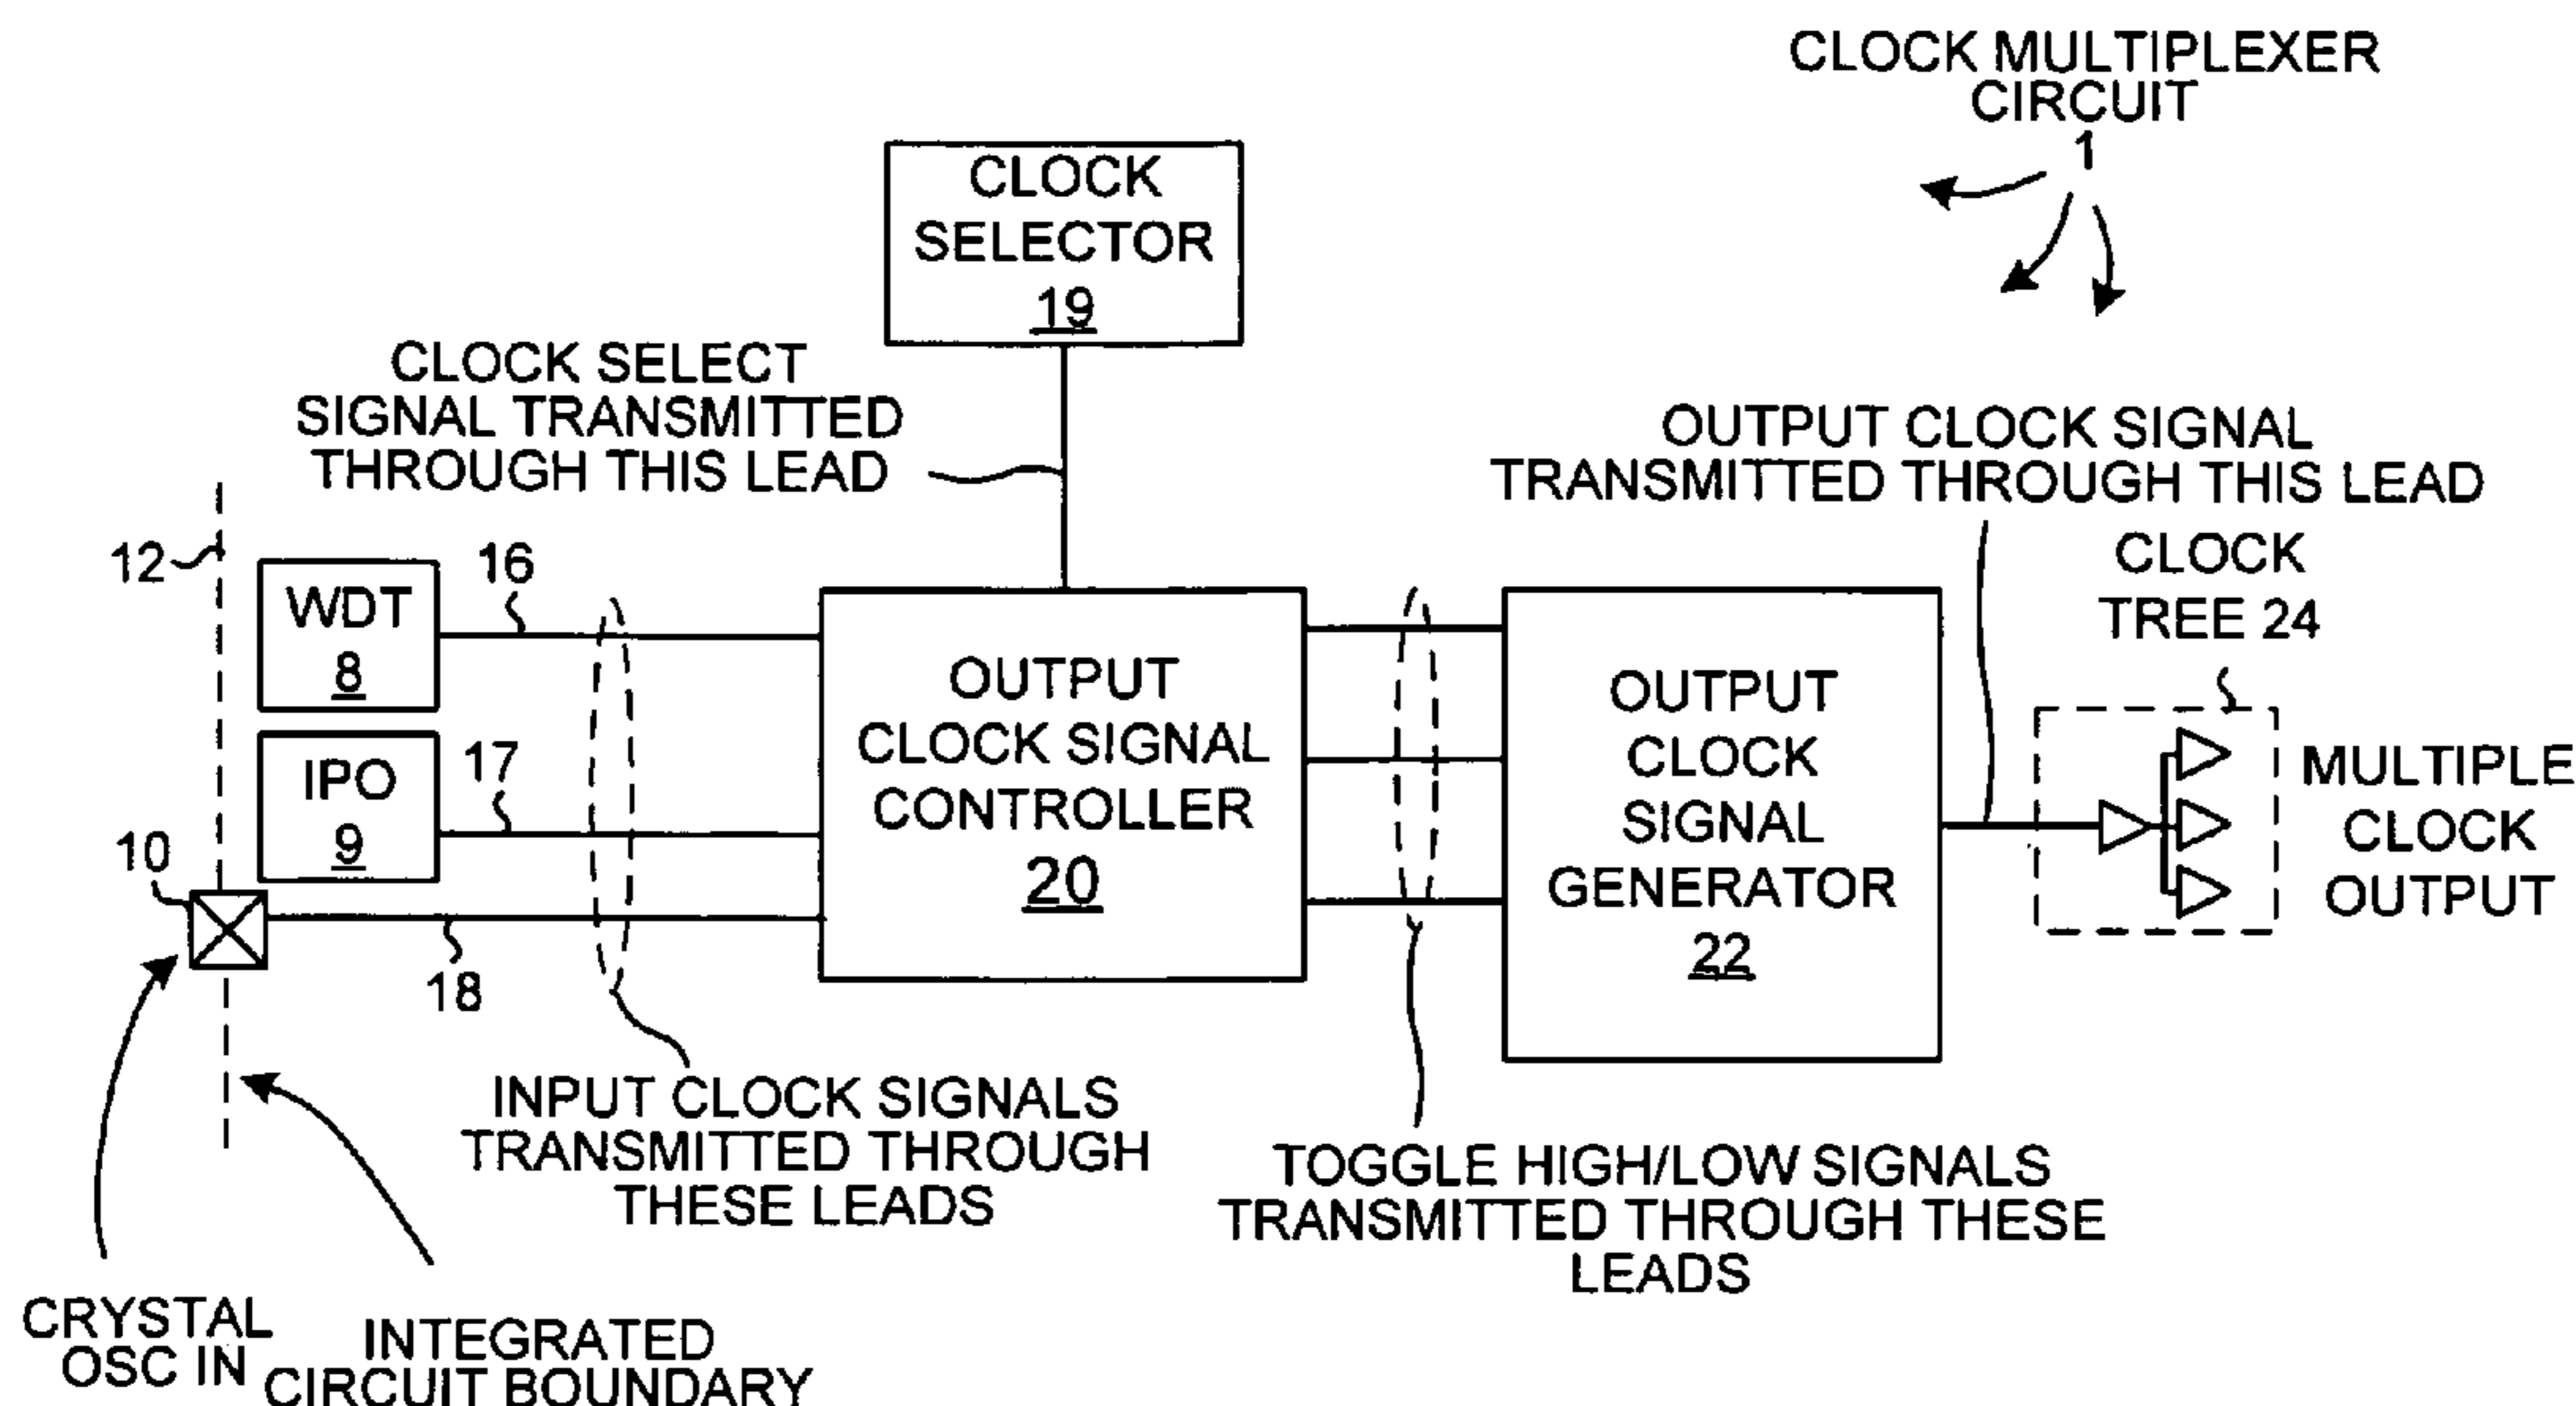 CLOCK MULTIPLEXER
CIRCUIT
1
CLOCK
SELECTOR
19
CLOCK SELECT
SIGNAL TRANSMITTED
THROUGH THIS LEAD
OUTPUT CLOCK SIGNAL
TRANSMITTED THROUGH THIS LEAD
12
WDT
8
16
IPO
9
17
10
18
OUTPUT
CLOCK SIGNAL
CONTROLLER
20
OUTPUT
CLOCK
SIGNAL
GENERATOR
22
CLOCK
TREE 24
MULTIPLE
CLOCK
OUTPUT
INPUT CLOCK SIGNALS
TRANSMITTED THROUGH
THESE LEADS
TOGGLE HIGH/LOW SIGNALS
TRANSMITTED THROUGH THESE
LEADS
CRYSTAL
OSC IN
INTEGRATED
CIRCUIT BOUNDARY